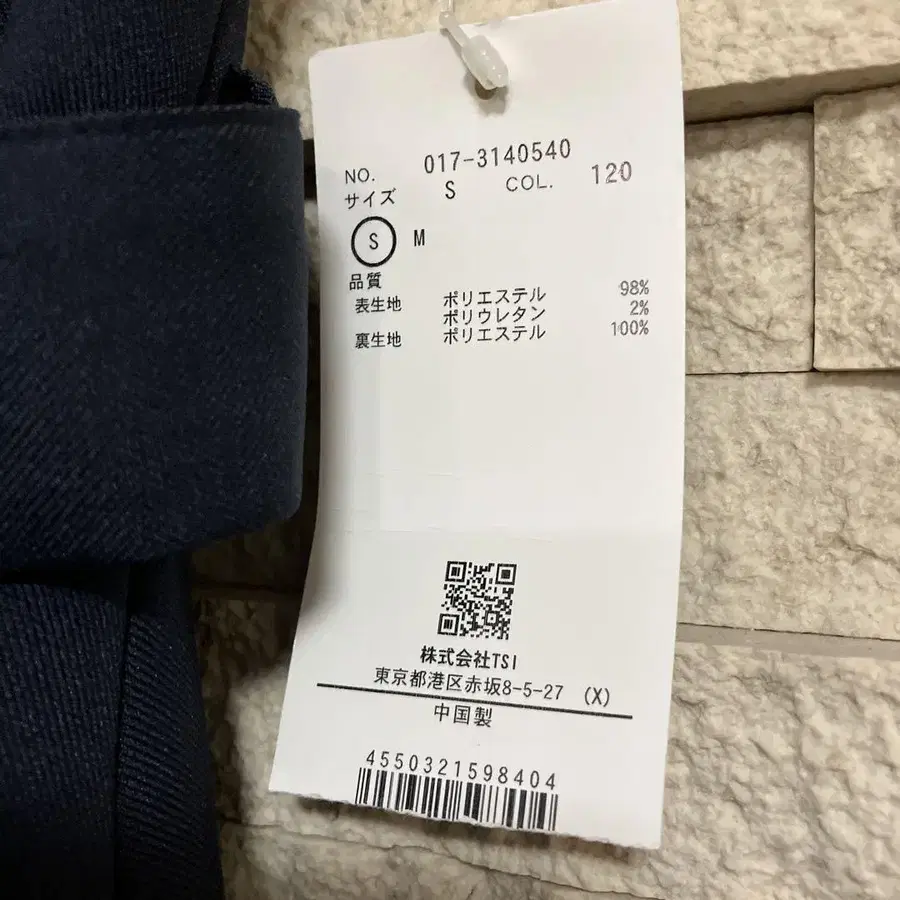 NO. 017-3140540
サイズ S COL. 120
S M
品質
表生地 ポリエステル 98%
ポリウレタン 2%
裏生地 ポリエステル 100%
株式会社TSI
東京都港区赤坂8-5-27 (X)
中国製
4550321598404